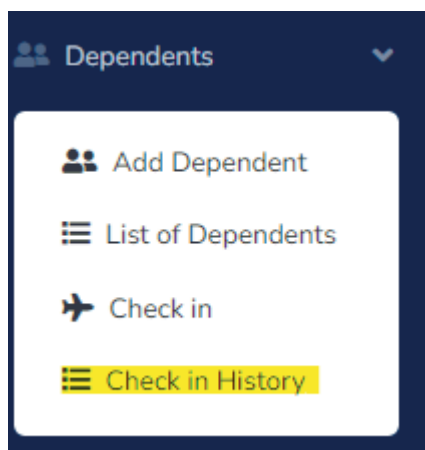 Dependents
Add Dependent
List of Dependents
Check in
Check in History